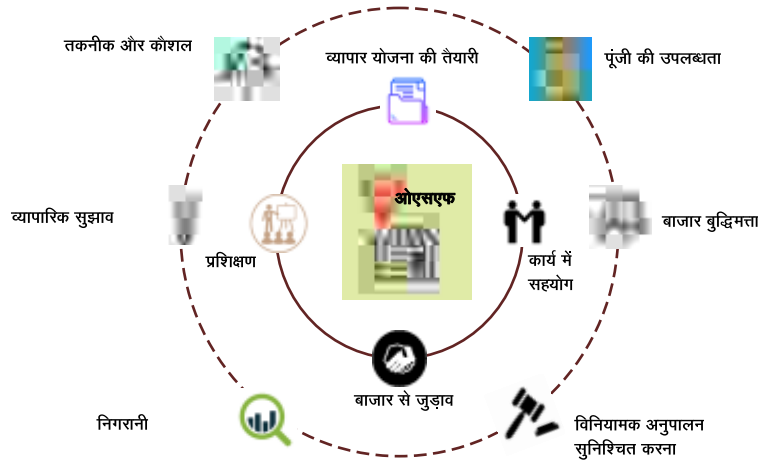 तकनीक और कौशल
व्यापार योजना की तैयारी
पूंजी की उपलब्धता
ओएसएफ
व्यापारिक सुझाव
बाजार बुद्धिमत्ता
प्रशिक्षण
कार्य में
सहयोग
बाजार से जुड़ाव
निगरानी
विनियामक अनुपालन
सुनिश्चित करना